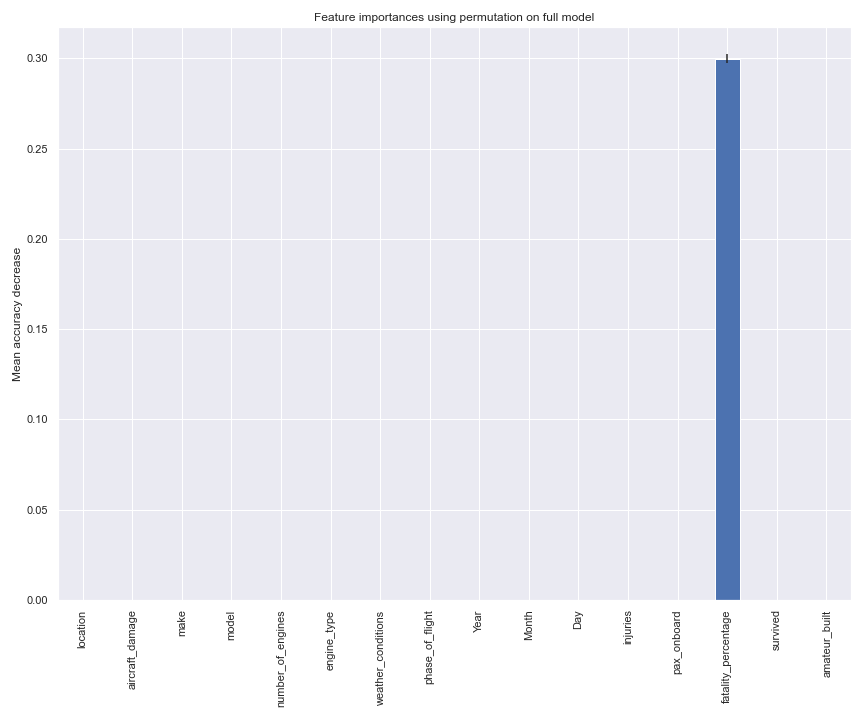 Feature importances using permutation on full model
Mean accuracy decrease
0.30
0.25
0.20
0.15
0.10
0.05
0.00
location
aircraft_damage
make
model
number_of_engines
engine_type
weather_conditions
phase_of_flight
Year
Month
Day
injuries
pax_onboard
fatality_percentage
survived
amateur_built